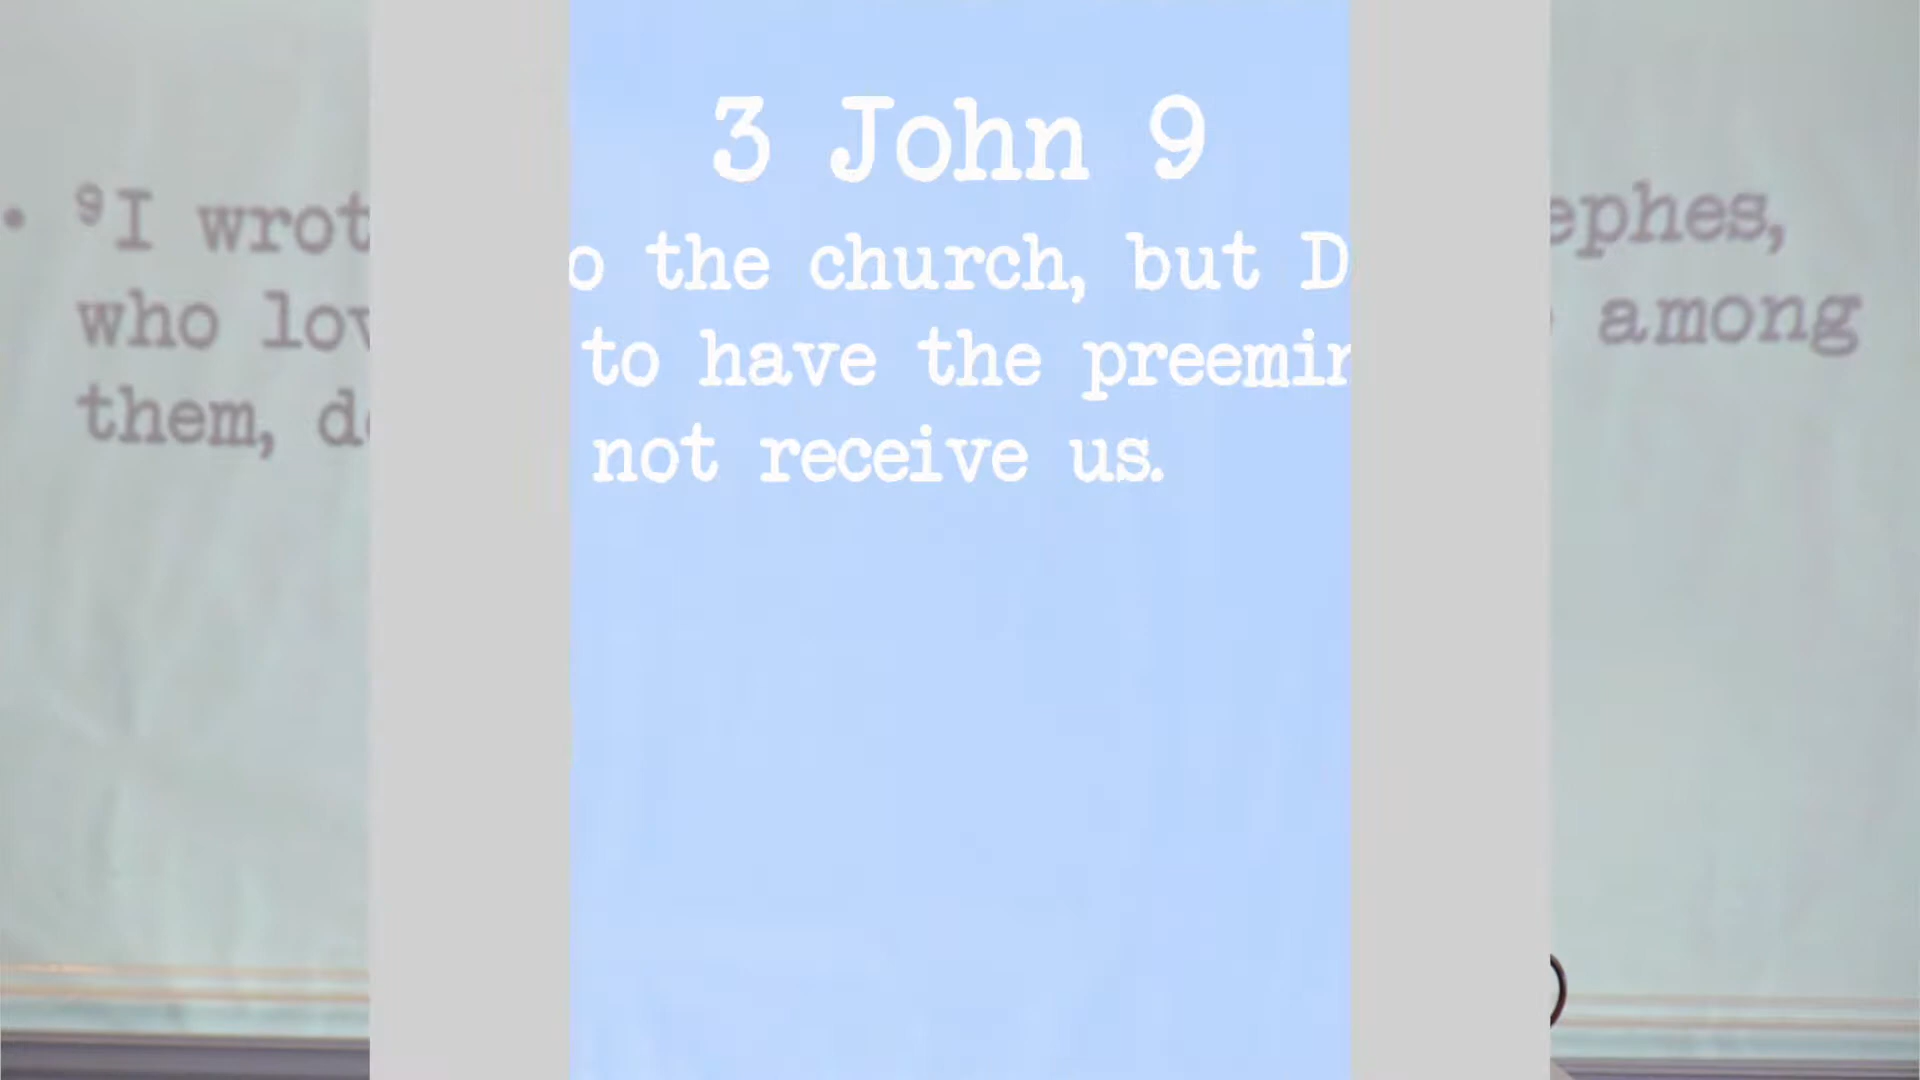 3 John 9
• ⁹I wrot o the church, but D ephes,
who lov to have the preemin among
them, d not receive us.